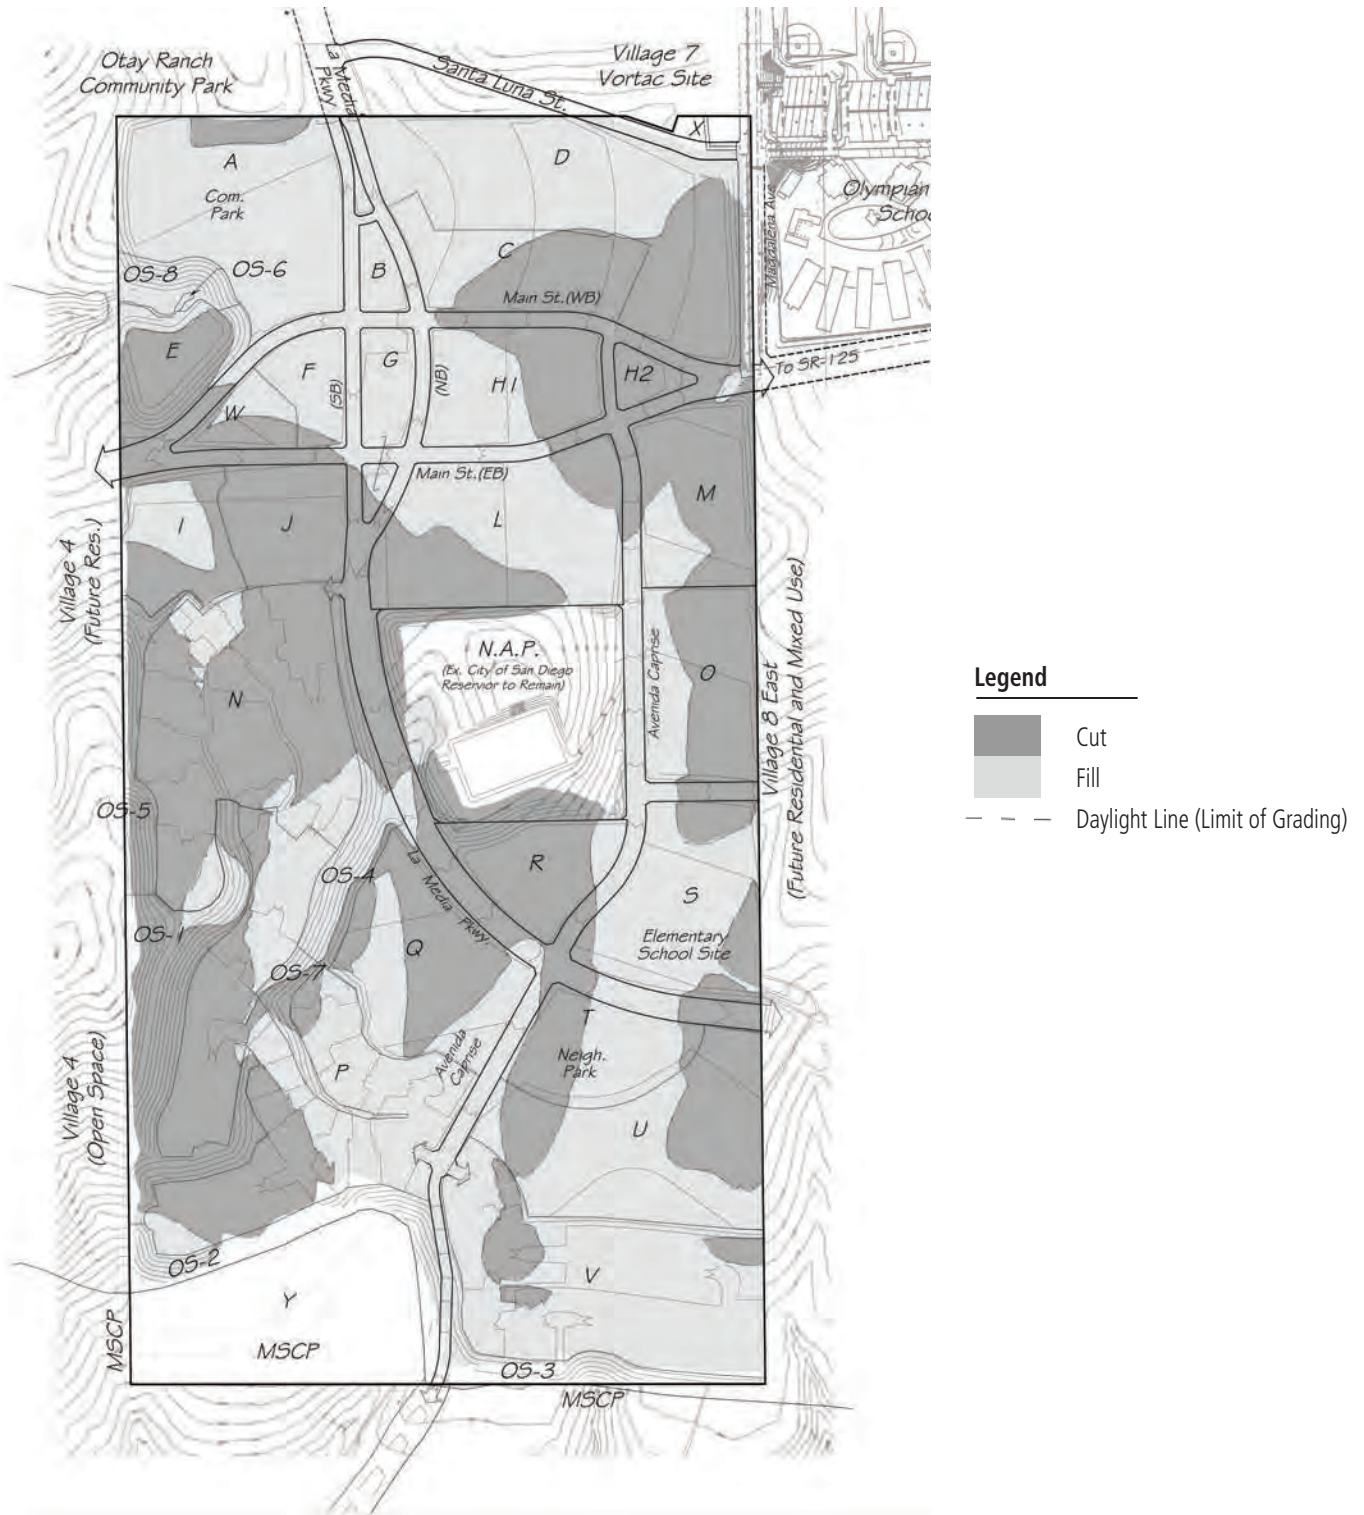 Otay Ranch
Community Park
La Media
Pkwy
Santa Luna St.
Village 7
Vortac Site
X
A
D
Com.
Park
Magdalena Ave
Olympian
Schoo
OS-8
OS-6
B
C
Main St.(WB)
E
F
G
(SB)
(NB)
H1
H2
To SR-125
W
Main St.(EB)
M
I
J
L
Village 4
(Future Res.)
N.A.P.
(Ex. City of San Diego
Reservior to Remain)
Avenida Caprise
O
N
Village 8 East
(Future Residential and Mixed Use)
Legend
Cut
Fill
Daylight Line (Limit of Grading)
OS-5
R
La Media Pkwy.
OS-4
S
OS-1
Q
Elementary
School Site
OS-7
T
Neigh.
Park
Avenida
Caprise
P
Village 4
(Open Space)
U
OS-2
V
Y
MSCP
MSCP
OS-3
MSCP